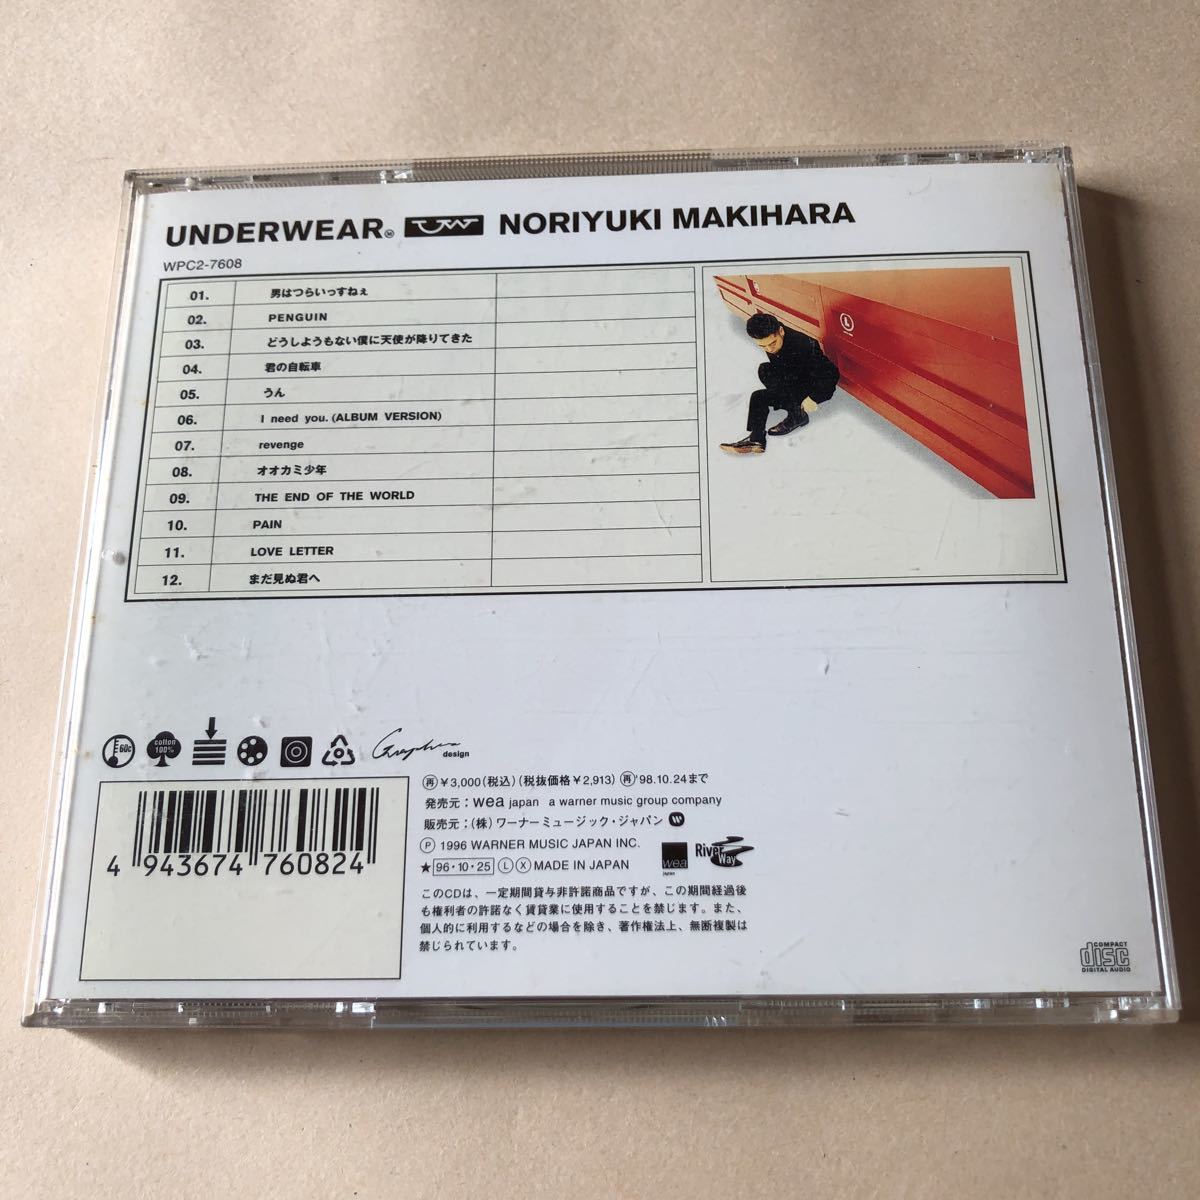 UNDERWEAR® UW NORIYUKI MAKIHARA
WPC2-7608
01. 男はつらいっすねぇ
02. PENGUIN
03. どうしようもない僕に天使が降りてきた
04. 君の自転車
05. うん
06. I need you.(ALBUM VERSION)
07. revenge
08. オオカミ少年
09. THE END OF THE WORLD
10. PAIN
11. LOVE LETTER
12. まだ見ぬ君へ
60c
cotton
100%
design
4 943674 760824
再¥3,000(税込)(税抜価格¥2,913)再'98.10.24まで
発売元：wea japan a warner music group company
販売元：(株)ワーナーミュージック・ジャパン
Ⓟ 1996 WARNER MUSIC JAPAN INC.
★96・10・25ⓁⓍMADE IN JAPAN
wea
japan
River
Way
このCDは、一定期間貸与非許諾商品ですが、この期間経過後
も権利者の許諾なく賃貸業に使用することを禁じます。また、
個人的に利用するなどの場合を除き、著作権法上、無断複製は
禁じられています。
COMPACT
disc
DIGITAL AUDIO